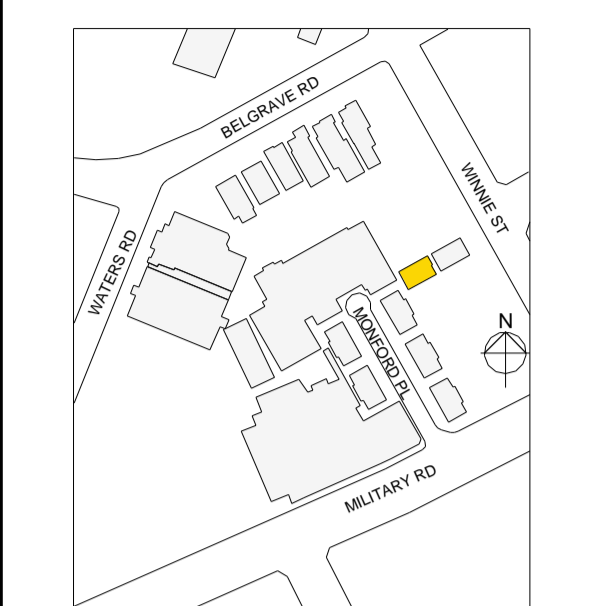 BELGRAVE RD
WINNIE ST
WATERS RD
N
MONFORD PL
MILITARY RD